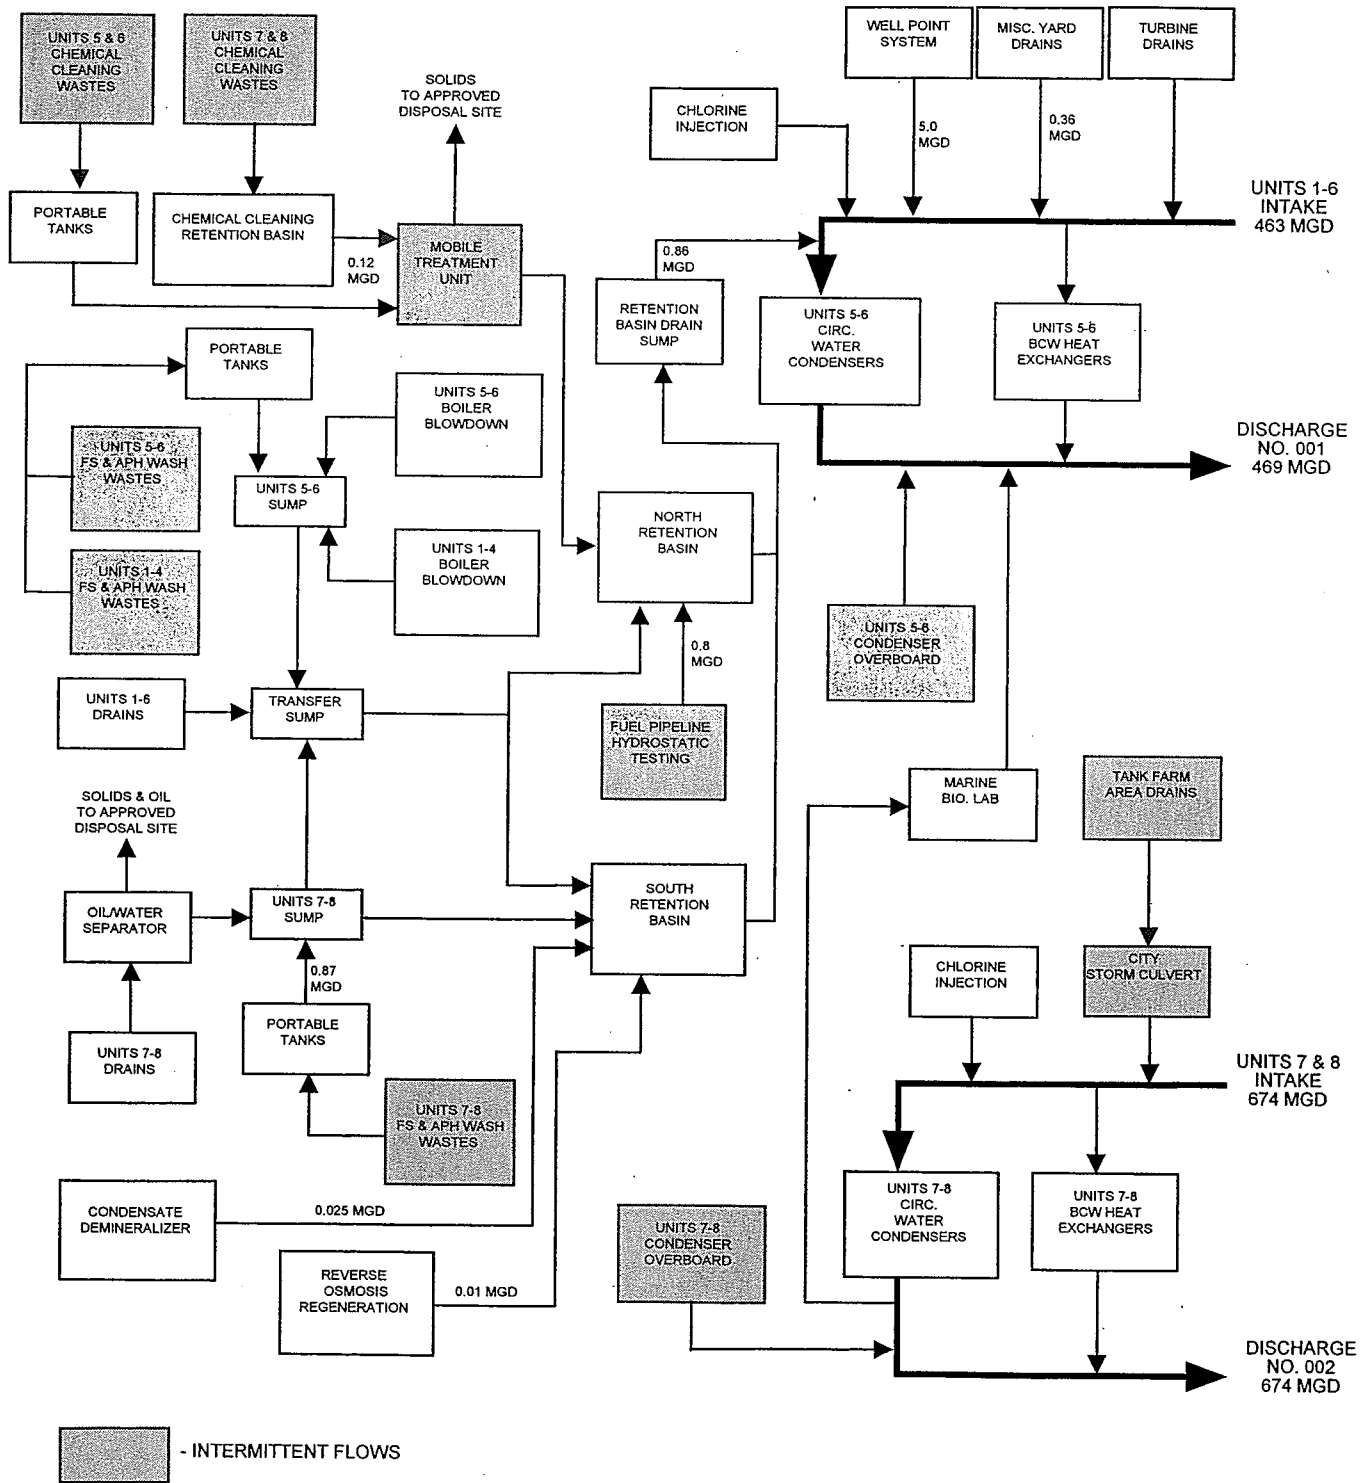 UNITS 5 & 6
CHEMICAL
CLEANING
WASTES
UNITS 7 & 8
CHEMICAL
CLEANING
WASTES
SOLIDS
TO APPROVED
DISPOSAL SITE
WELL POINT
SYSTEM
MISC. YARD
DRAINS
TURBINE
DRAINS
CHLORINE
INJECTION
5.0
MGD
0.36
MGD
UNITS 1-6
INTAKE
463 MGD
PORTABLE
TANKS
CHEMICAL CLEANING
RETENTION BASIN
0.12
MGD
MOBILE
TREATMENT
UNIT
0.86
MGD
RETENTION
BASIN DRAIN
SUMP
UNITS 5-6
CIRC.
WATER
CONDENSERS
UNITS 5-6
BCW HEAT
EXCHANGERS
PORTABLE
TANKS
UNITS 5-6
BOILER
BLOWDOWN
DISCHARGE
NO. 001
469 MGD
UNITS 5-6
FS & APH WASH
WASTES
UNITS 5-6
SUMP
NORTH
RETENTION
BASIN
UNITS 1-4
BOILER
BLOWDOWN
UNITS 1-4
FS & APH WASH
WASTES
0.8
MGD
UNITS 5-6
CONDENSER
OVERBOARD
UNITS 1-6
DRAINS
TRANSFER
SUMP
FUEL PIPELINE
HYDROSTATIC
TESTING
MARINE
BIO. LAB
TANK FARM
AREA DRAINS
SOLIDS & OIL
TO APPROVED
DISPOSAL SITE
OIL/WATER
SEPARATOR
UNITS 7-8
SUMP
SOUTH
RETENTION
BASIN
0.87
MGD
CHLORINE
INJECTION
CITY
STORM CULVERT
UNITS 7-8
DRAINS
PORTABLE
TANKS
UNITS 7 & 8
INTAKE
674 MGD
UNITS 7-8
FS & APH WASH
WASTES
CONDENSATE
DEMINERALIZER
0.025 MGD
UNITS 7-8
CONDENSER
OVERBOARD
UNITS 7-8
CIRC.
WATER
CONDENSERS
UNITS 7-8
BCW HEAT
EXCHANGERS
REVERSE
OSMOSIS
REGENERATION
0.01 MGD
DISCHARGE
NO. 002
674 MGD
- INTERMITTENT FLOWS